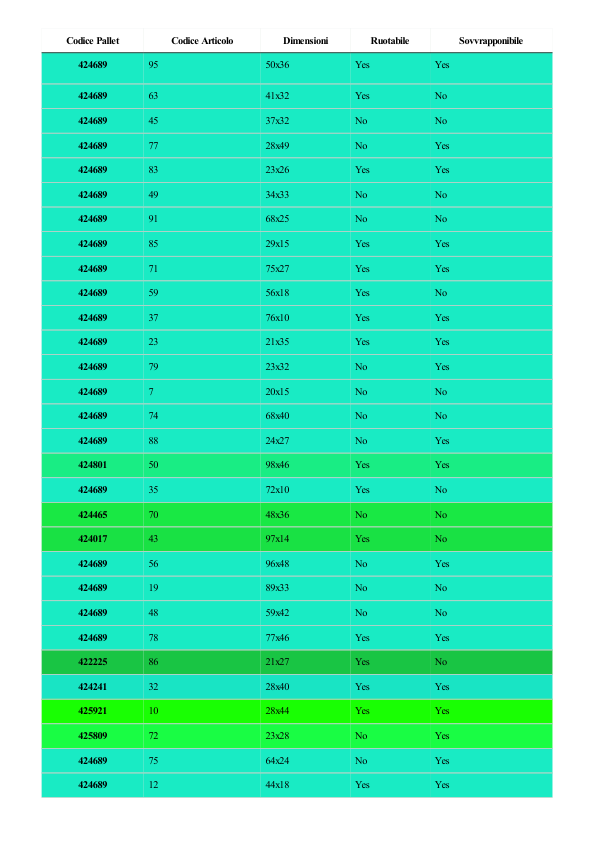 Codice Pallet Codice Articolo Dimensioni Ruotabile Sovvrapponibile
424689 95 50x36 Yes Yes
424689 63 41x32 Yes No
424689 45 37x32 No No
424689 77 28x49 No Yes
424689 83 23x26 Yes Yes
424689 49 34x33 No No
424689 91 68x25 No No
424689 85 29x15 Yes Yes
424689 71 75x27 Yes Yes
424689 59 56x18 Yes No
424689 37 76x10 Yes Yes
424689 23 21x35 Yes Yes
424689 79 23x32 No Yes
424689 7 20x15 No No
424689 74 68x40 No No
424689 88 24x27 No Yes
424801 50 98x46 Yes Yes
424689 35 72x10 Yes No
424465 70 48x36 No No
424017 43 97x14 Yes No
424689 56 96x48 No Yes
424689 19 89x33 No No
424689 48 59x42 No No
424689 78 77x46 Yes Yes
422225 86 21x27 Yes No
424241 32 28x40 Yes Yes
425921 10 28x44 Yes Yes
425809 72 23x28 No Yes
424689 75 64x24 No Yes
424689 12 44x18 Yes Yes